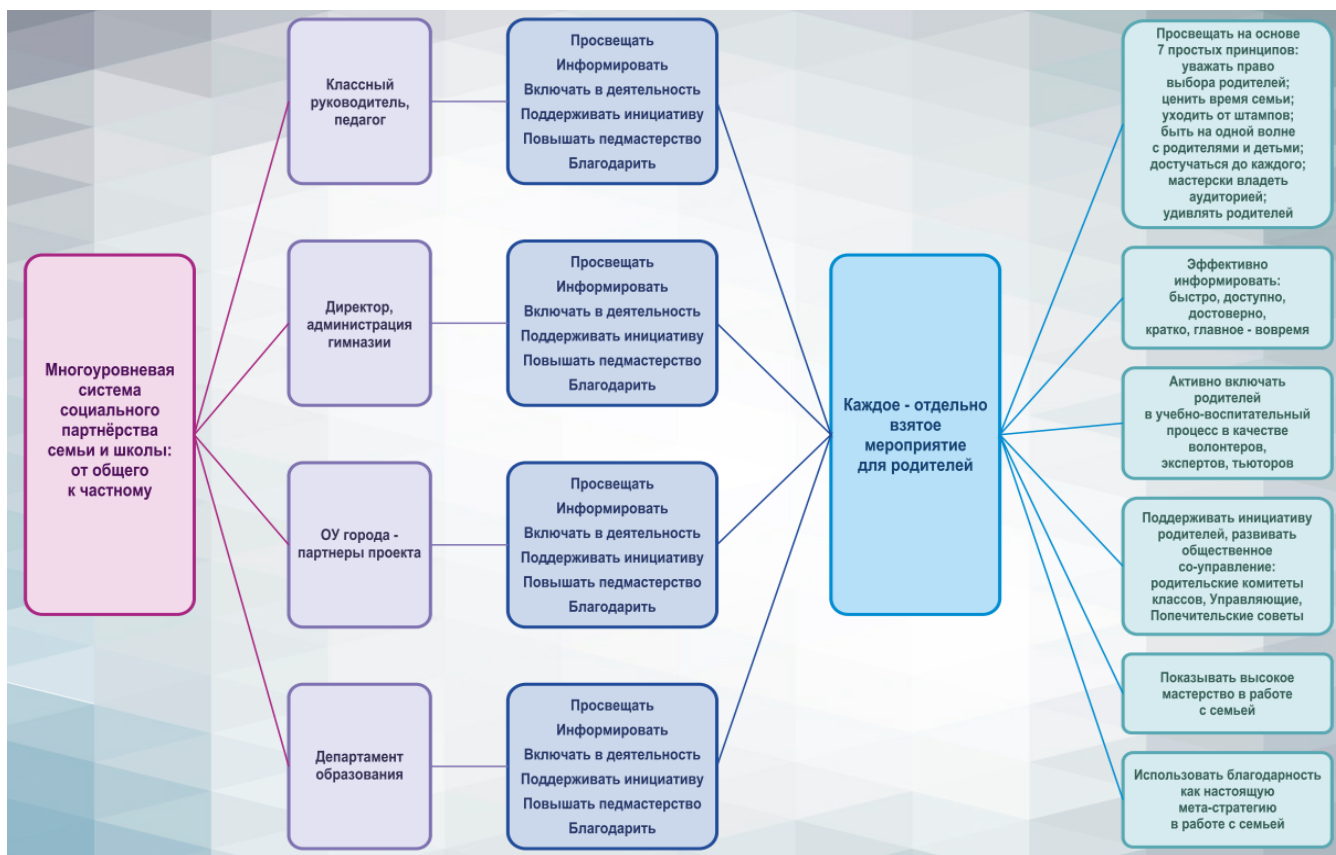 Многоуровневая
система
социального
партнёрства
семьи и школы:
от общего
к частному
Классный
руководитель,
педагог
Просвещать
Информировать
Включать в деятельность
Поддерживать инициативу
Повышать педмастерство
Благодарить
Директор,
администрация
гимназии
Просвещать
Информировать
Включать в деятельность
Поддерживать инициативу
Повышать педмастерство
Благодарить
ОУ города -
партнеры проекта
Просвещать
Информировать
Включать в деятельность
Поддерживать инициативу
Повышать педмастерство
Благодарить
Департамент
образования
Просвещать
Информировать
Включать в деятельность
Поддерживать инициативу
Повышать педмастерство
Благодарить
Каждое - отдельно
взятое
мероприятие
для родителей
Просвещать на основе
7 простых принципов:
уважать право
выбора родителей;
ценить время семьи;
уходить от штампов;
быть на одной волне
с родителями и детьми;
достучаться до каждого;
мастерски владеть
аудиторией;
удивлять родителей
Эффективно
информировать:
быстро, доступно,
достоверно,
кратко, главное - вовремя
Активно включать
родителей
в учебно-воспитательный
процесс в качестве
волонтеров,
экспертов, тьюторов
Поддерживать инициативу
родителей, развивать
общественное
со-управление:
родительские комитеты
классов, Управляющие,
Попечительские советы
Показывать высокое
мастерство в работе
с семьей
Использовать благодарность
как настоящую
мета-стратегию
в работе с семьей